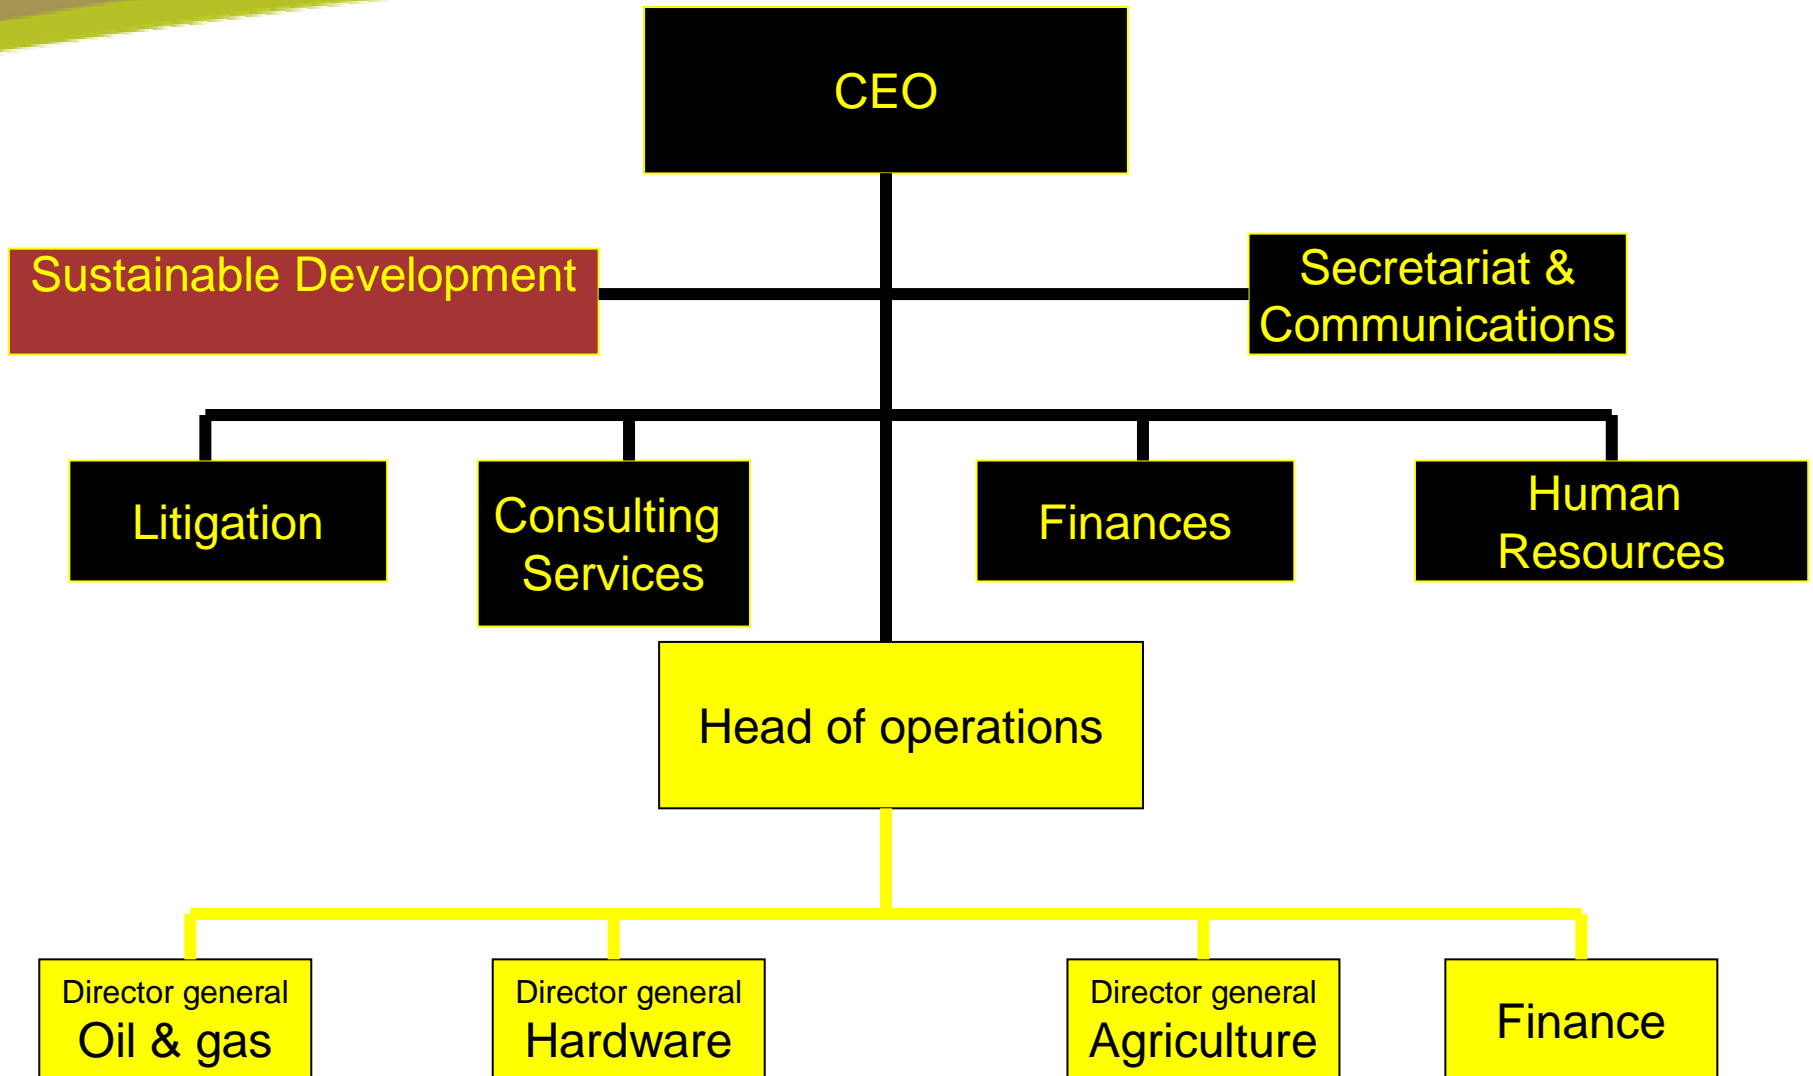 CEO
Sustainable Development
Secretariat &
Communications
Litigation
Consulting
Services
Finances
Human
Resources
Head of operations
Director general
Oil & gas
Director general
Hardware
Director general
Agriculture
Finance